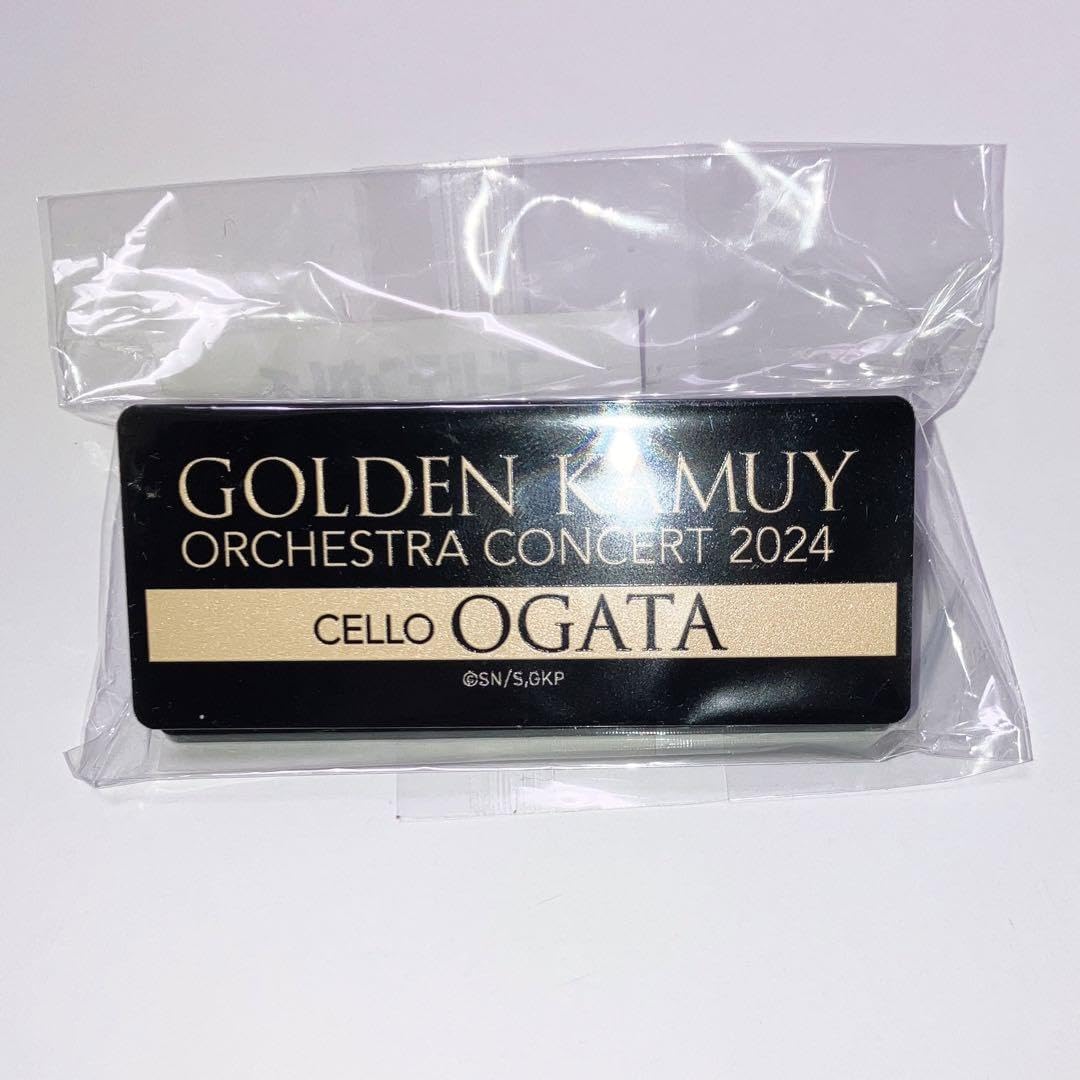 GOLDEN KAMUY
ORCHESTRA CONCERT 2024
CELLO OGATA
©SN/S,GKP